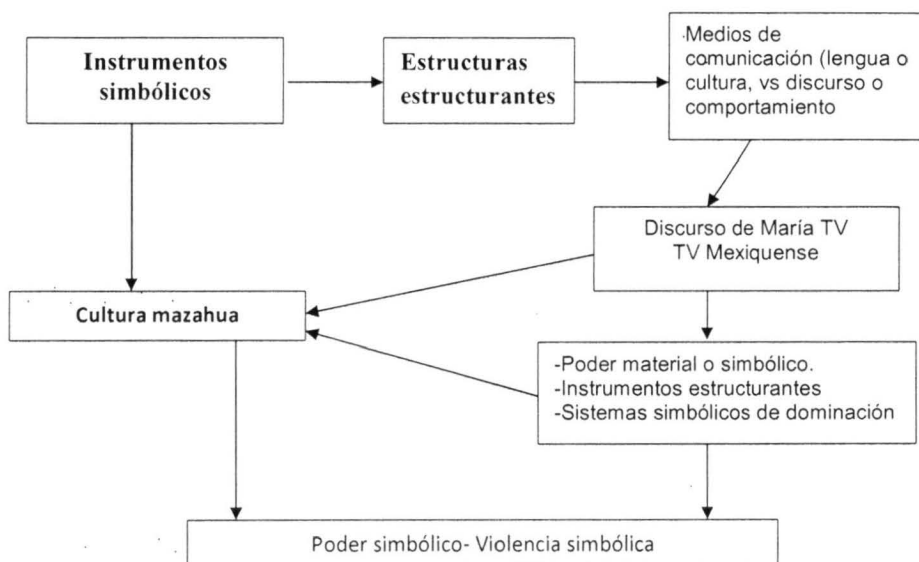 Instrumentos
simbólicos
Estructuras
estructurantes
Medios de
comunicación (lengua o
cultura, vs discurso o
comportamiento
Discurso de María TV
TV Mexiquense
Cultura mazahua
-Poder material o simbólico.
-Instrumentos estructurantes
-Sistemas simbólicos de dominación
Poder simbólico- Violencia simbólica